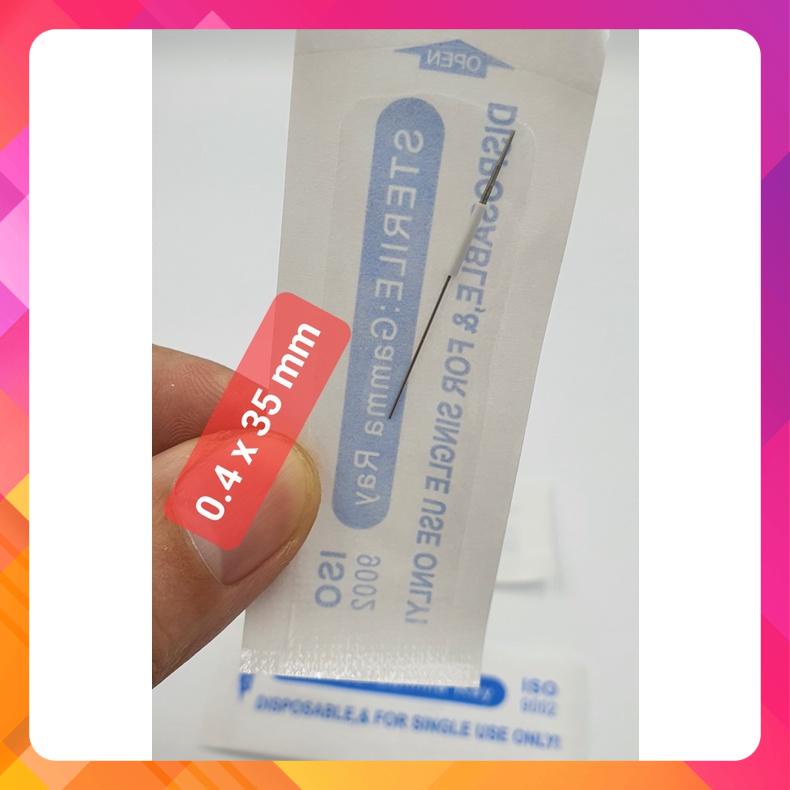 OPEN
STERILE:Gamma Ray
DISPOSABLE,& FOR SINGLE USE ONLY!
ISO
9002
0.4 x 35 mm
ISO
9002
DISPOSABLE,& FOR SINGLE USE ONLY!